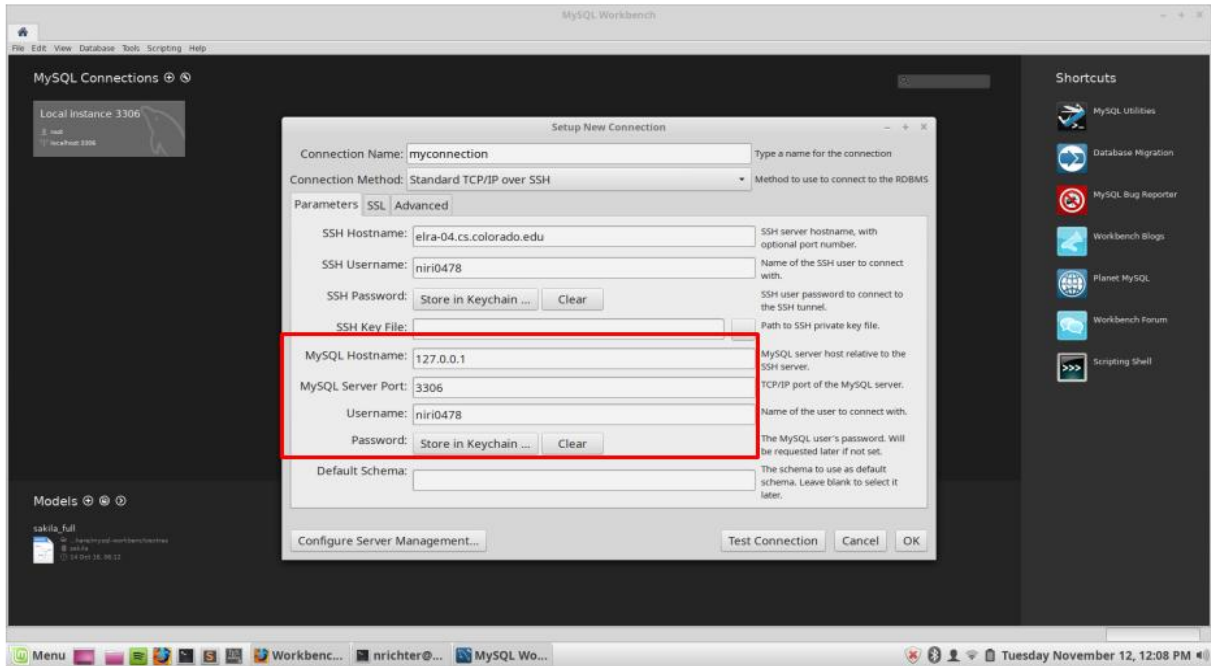 MySQL Workbench
File Edit View Database Tools Scripting Help
MySQL Connections
Local instance 3306
root
localhost:3306
Shortcuts
MySQL Utilities
Database Migration
MySQL Bug Reporter
Workbench Blogs
Planet MySQL
Workbench Forum
Scripting Shell
Setup New Connection
Connection Name: myconnection Type a name for the connection
Connection Method: Standard TCP/IP over SSH Method to use to connect to the RDBMS
Parameters SSL Advanced
SSH Hostname: elra-04.cs.colorado.edu SSH server hostname, with
optional port number.
SSH Username: niri0478 Name of the SSH user to connect
with.
SSH Password: Store in Keychain ... Clear SSH user password to connect to
the SSH tunnel.
SSH Key File: Path to SSH private key file.
MySQL Hostname: 127.0.0.1 MySQL server host relative to the
SSH server.
MySQL Server Port: 3306 TCP/IP port of the MySQL server.
Username: niri0478 Name of the user to connect with.
Password: Store in Keychain ... Clear The MySQL user's password. Will
be requested later if not set.
Default Schema: The schema to use as default
schema. Leave blank to select it
later.
Configure Server Management... Test Connection Cancel OK
Models
sakila_full
sakila
Menu Workbenc... nrichter@... MySQL Wo... Tuesday November 12, 12:08 PM